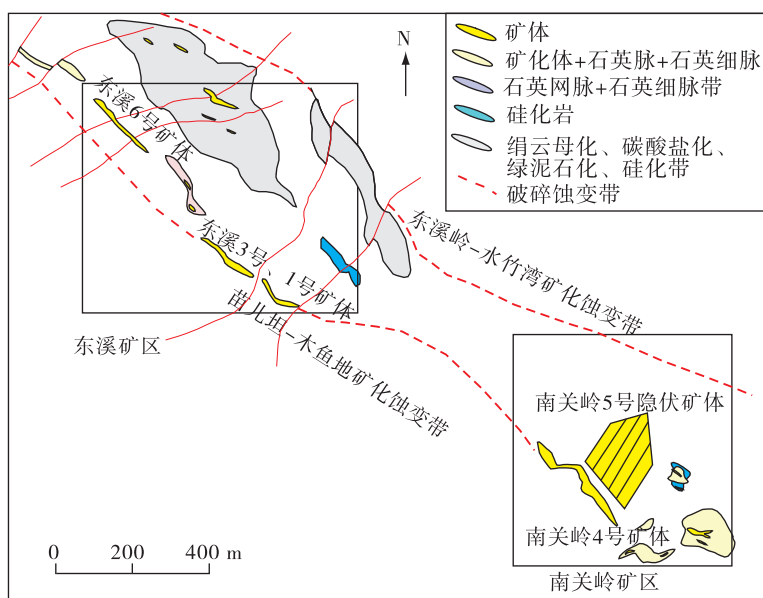 N
矿体
矿化体+石英脉+石英细脉
石英网脉+石英细脉带
硅化岩
绢云母化、碳酸盐化、
绿泥石化、硅化带
破碎蚀变带
东溪6号矿体
东溪3号、1号矿体
东溪岭-水竹湾矿化蚀变带
苗儿坦-木鱼地矿化蚀变带
东溪矿区
南关岭5号隐伏矿体
南关岭4号矿体
南关岭矿区
0 200 400 m